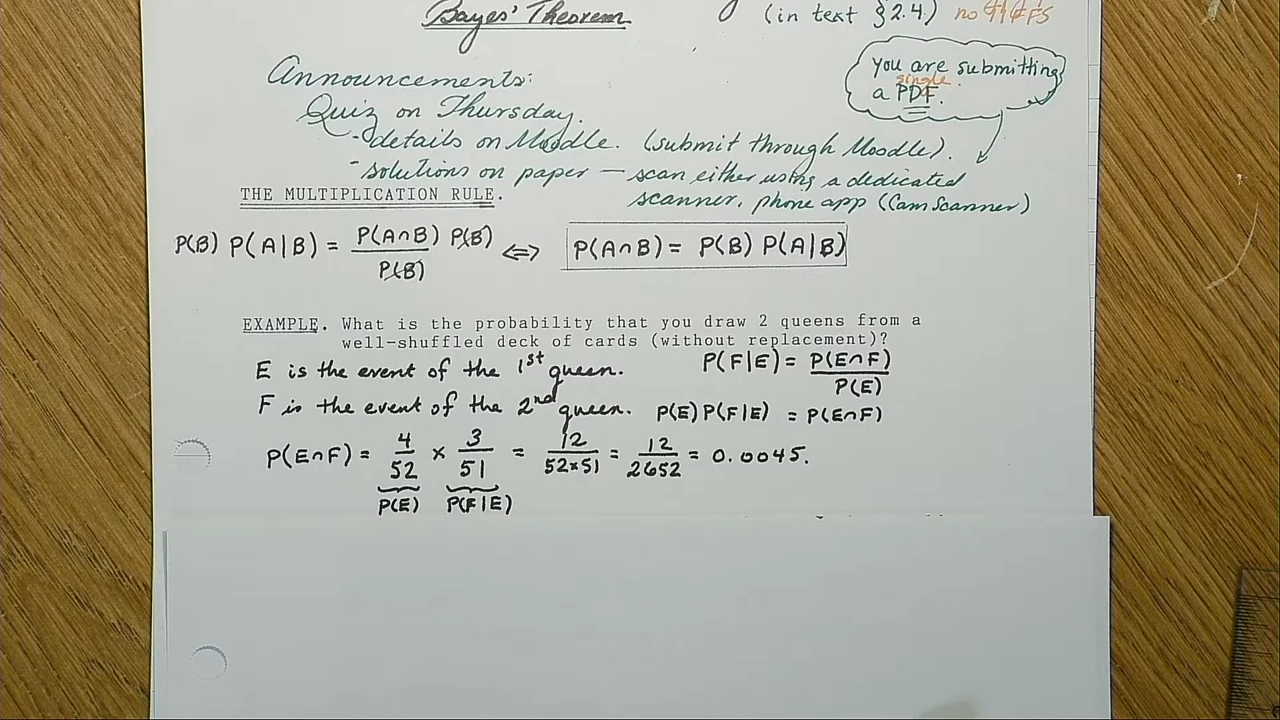 Bayes' Theorem
(in text §2.4) no
you are submitting
single
a PDF.
Announcements:
Quiz on Thursday.
- details on Moodle. (submit through Moodle).
- solutions on paper — scan either using a dedicated
scanner, phone app (CamScanner)
THE MULTIPLICATION RULE.
P(B) P(A|B) = P(A∩B) P(B) / P(B) ⇔ P(A∩B) = P(B) P(A|B)
EXAMPLE. What is the probability that you draw 2 queens from a
well-shuffled deck of cards (without replacement)?
E is the event of the 1st queen. P(F|E) = P(E∩F) / P(E)
F is the event of the 2nd queen. P(E)P(F|E) = P(E∩F)
P(E∩F) = 4/52 × 3/51 = 12/52×51 = 12/2652 = 0.0045.
P(E) P(F|E)